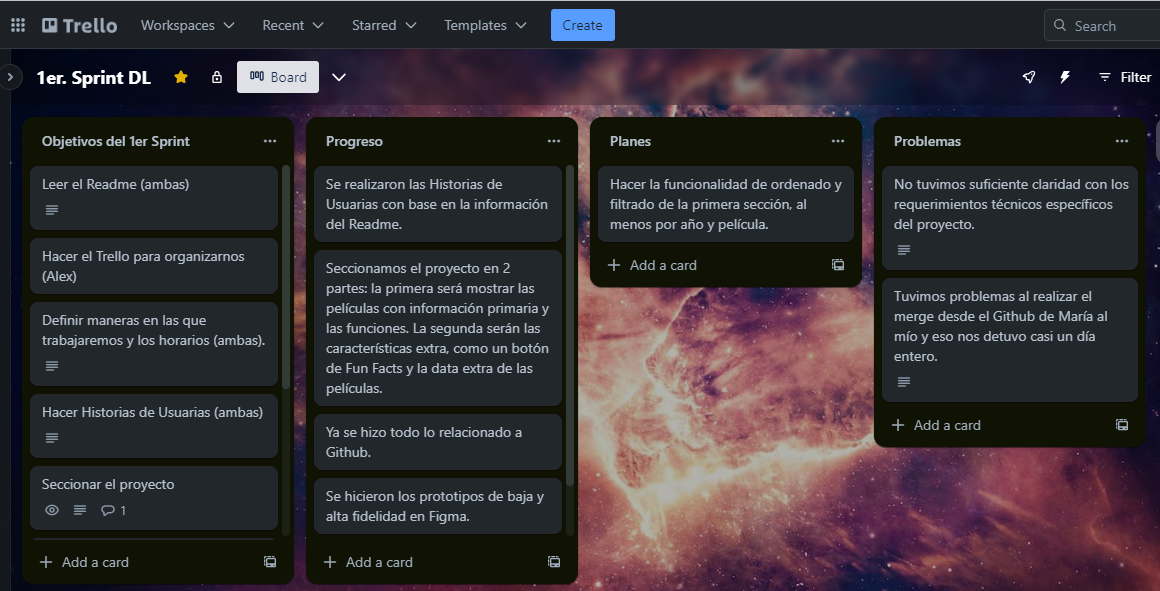 Trello
Workspaces
Recent
Starred
Templates
Create
Search
1er. Sprint DL
Board
Filter
Objetivos del 1er Sprint
Leer el Readme (ambas)
Hacer el Trello para organizarnos
(Alex)
Definir maneras en las que
trabajaremos y los horarios (ambas).
Hacer Historias de Usuarias (ambas)
Seccionar el proyecto
1
Add a card
Progreso
Se realizaron las Historias de
Usuarias con base en la información
del Readme.
Seccionamos el proyecto en 2
partes: la primera será mostrar las
películas con información primaria y
las funciones. La segunda serán las
características extra, como un botón
de Fun Facts y la data extra de las
películas.
Ya se hizo todo lo relacionado a
Github.
Se hicieron los prototipos de baja y
alta fidelidad en Figma.
Add a card
Planes
Hacer la funcionalidad de ordenado y
filtrado de la primera sección, al
menos por año y película.
Add a card
Problemas
No tuvimos suficiente claridad con los
requerimientos técnicos específicos
del proyecto.
Tuvimos problemas al realizar el
merge desde el Github de María al
mío y eso nos detuvo casi un día
entero.
Add a card